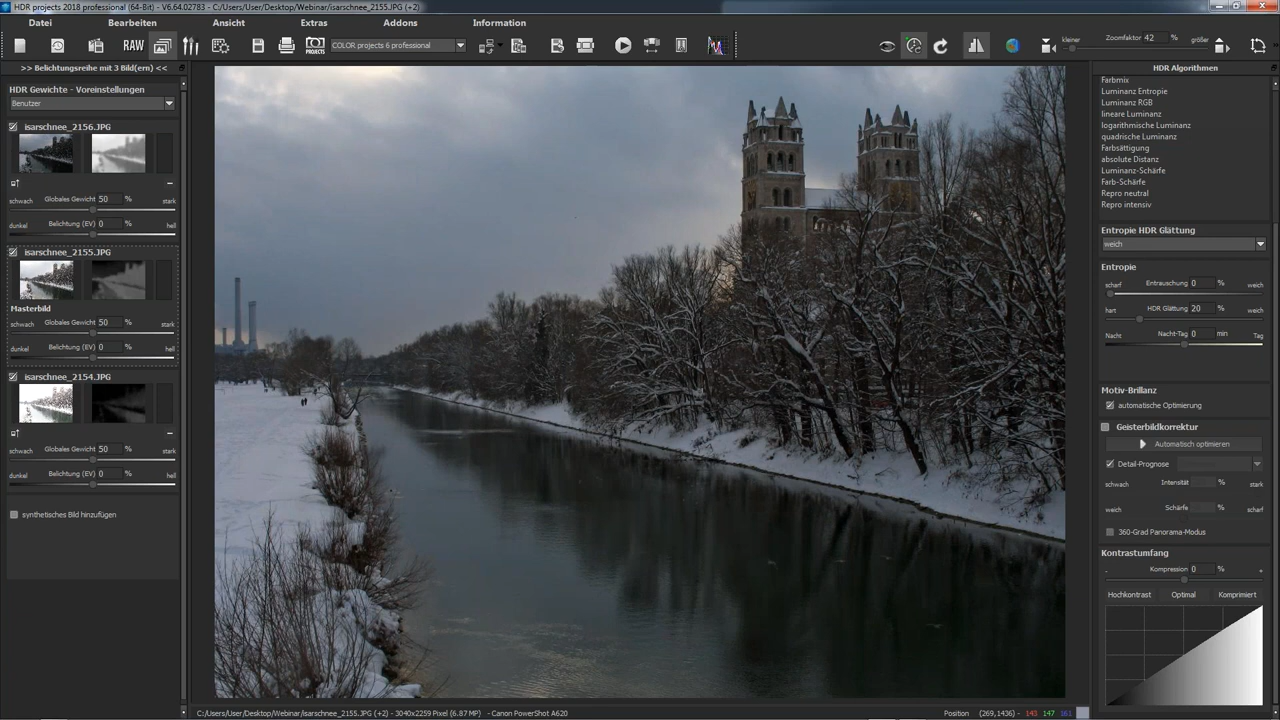 HDR projects 2018 professional (64-Bit) - V6.64.02783 - C:/Users/User/Desktop/Webinar/isarschnee_2155.JPG (+2)
Datei Bearbeiten Ansicht Extras Addons Information
RAW PROJECTS COLOR projects 6 professional kleiner Zoomfaktor 42 % größer
>> Belichtungsreihe mit 3 Bild(ern) <<
HDR Gewichte - Voreinstellungen
Benutzer
isarschnee_2156.JPG
schwach Globales Gewicht 50 % stark
dunkel Belichtung (EV) 0 hell
isarschnee_2155.JPG
Masterbild
schwach Globales Gewicht 50 % stark
dunkel Belichtung (EV) 0 hell
isarschnee_2154.JPG
schwach Globales Gewicht 50 % stark
dunkel Belichtung (EV) 0 hell
synthetisches Bild hinzufügen
HDR Algorithmen
Farbmix
Luminanz Entropie
Luminanz RGB
lineare Luminanz
logarithmische Luminanz
quadrische Luminanz
Farbsättigung
absolute Distanz
Luminanz-Schärfe
Farb-Schärfe
Repro neutral
Repro intensiv
Entropie HDR Glättung
weich
Entropie
scharf Entrauschung 0 % weich
hart HDR Glättung 20 % weich
Nacht Nacht-Tag 0 min Tag
Motiv-Brillanz
automatische Optimierung
Geisterbildkorrektur
Automatisch optimieren
Detail-Prognose
schwach Intensität % stark
weich Schärfe % scharf
360-Grad Panorama-Modus
Kontrastumfang
- Kompression 0 % +
Hochkontrast Optimal Komprimiert
C:/Users/User/Desktop/Webinar/isarschnee_2155.JPG (+2) - 3040x2259 Pixel (6.87 MP) - Canon PowerShot A620 Position (269,1436) - 143 147 161